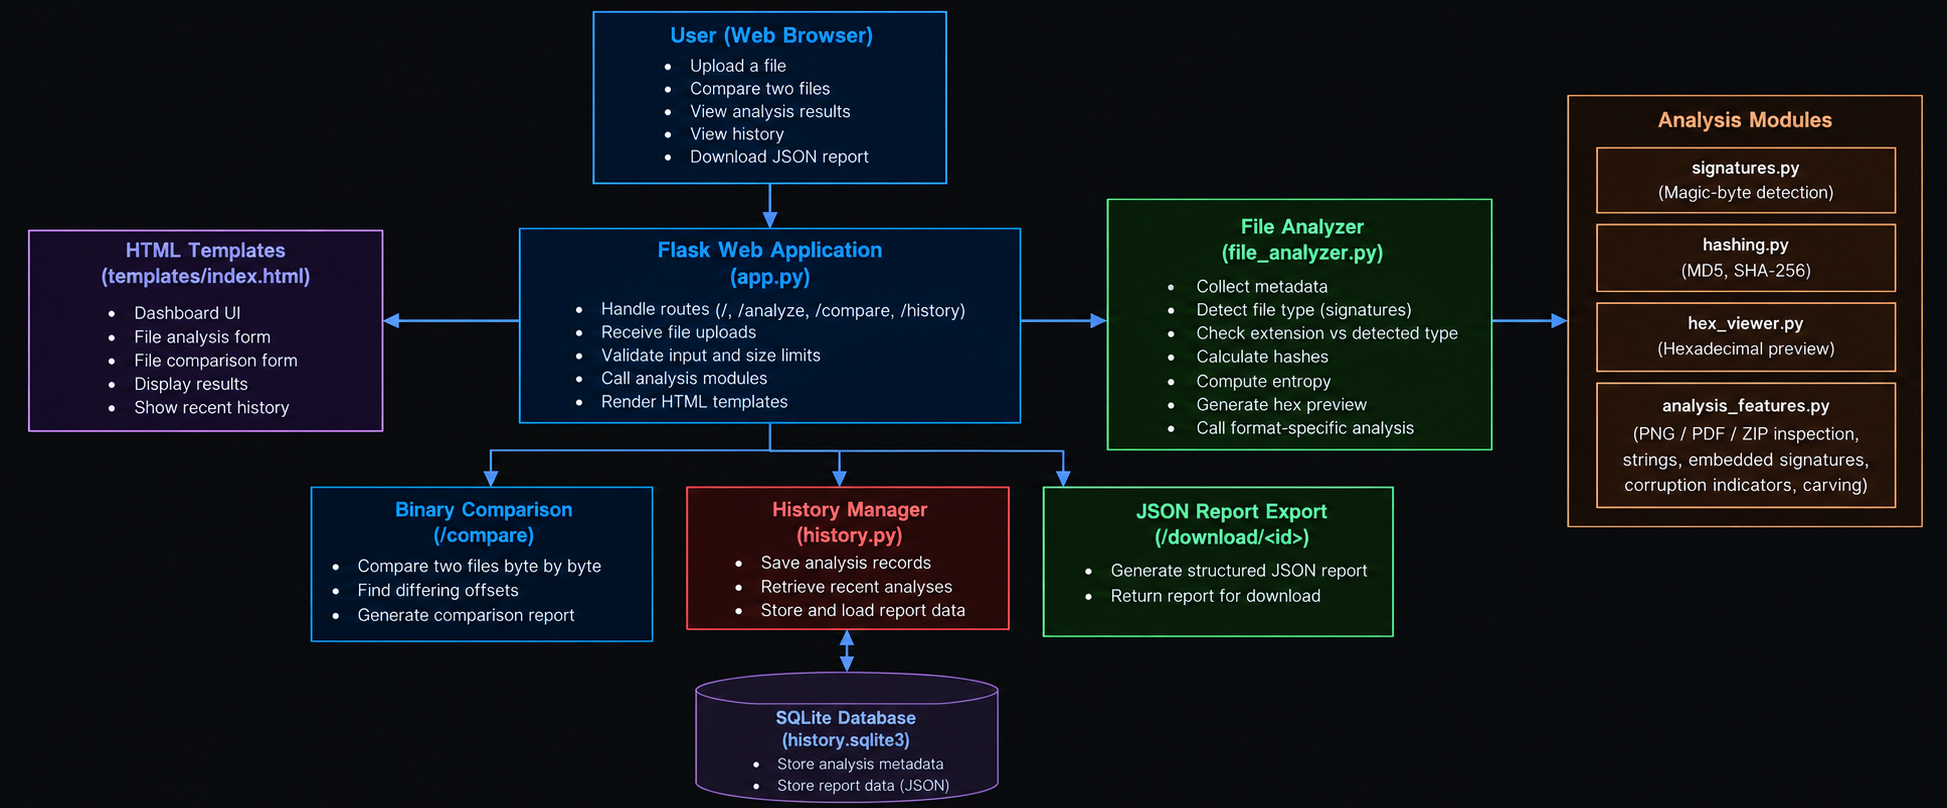 User (Web Browser)
• Upload a file
• Compare two files
• View analysis results
• View history
• Download JSON report
HTML Templates
(templates/index.html)
• Dashboard UI
• File analysis form
• File comparison form
• Display results
• Show recent history
Flask Web Application
(app.py)
• Handle routes (/, /analyze, /compare, /history)
• Receive file uploads
• Validate input and size limits
• Call analysis modules
• Render HTML templates
File Analyzer
(file_analyzer.py)
• Collect metadata
• Detect file type (signatures)
• Check extension vs detected type
• Calculate hashes
• Compute entropy
• Generate hex preview
• Call format-specific analysis
Analysis Modules
signatures.py
(Magic-byte detection)
hashing.py
(MD5, SHA-256)
hex_viewer.py
(Hexadecimal preview)
analysis_features.py
(PNG / PDF / ZIP inspection,
strings, embedded signatures,
corruption indicators, carving)
Binary Comparison
(/compare)
• Compare two files byte by byte
• Find differing offsets
• Generate comparison report
History Manager
(history.py)
• Save analysis records
• Retrieve recent analyses
• Store and load report data
JSON Report Export
(/download/<id>)
• Generate structured JSON report
• Return report for download
SQLite Database
(history.sqlite3)
• Store analysis metadata
• Store report data (JSON)